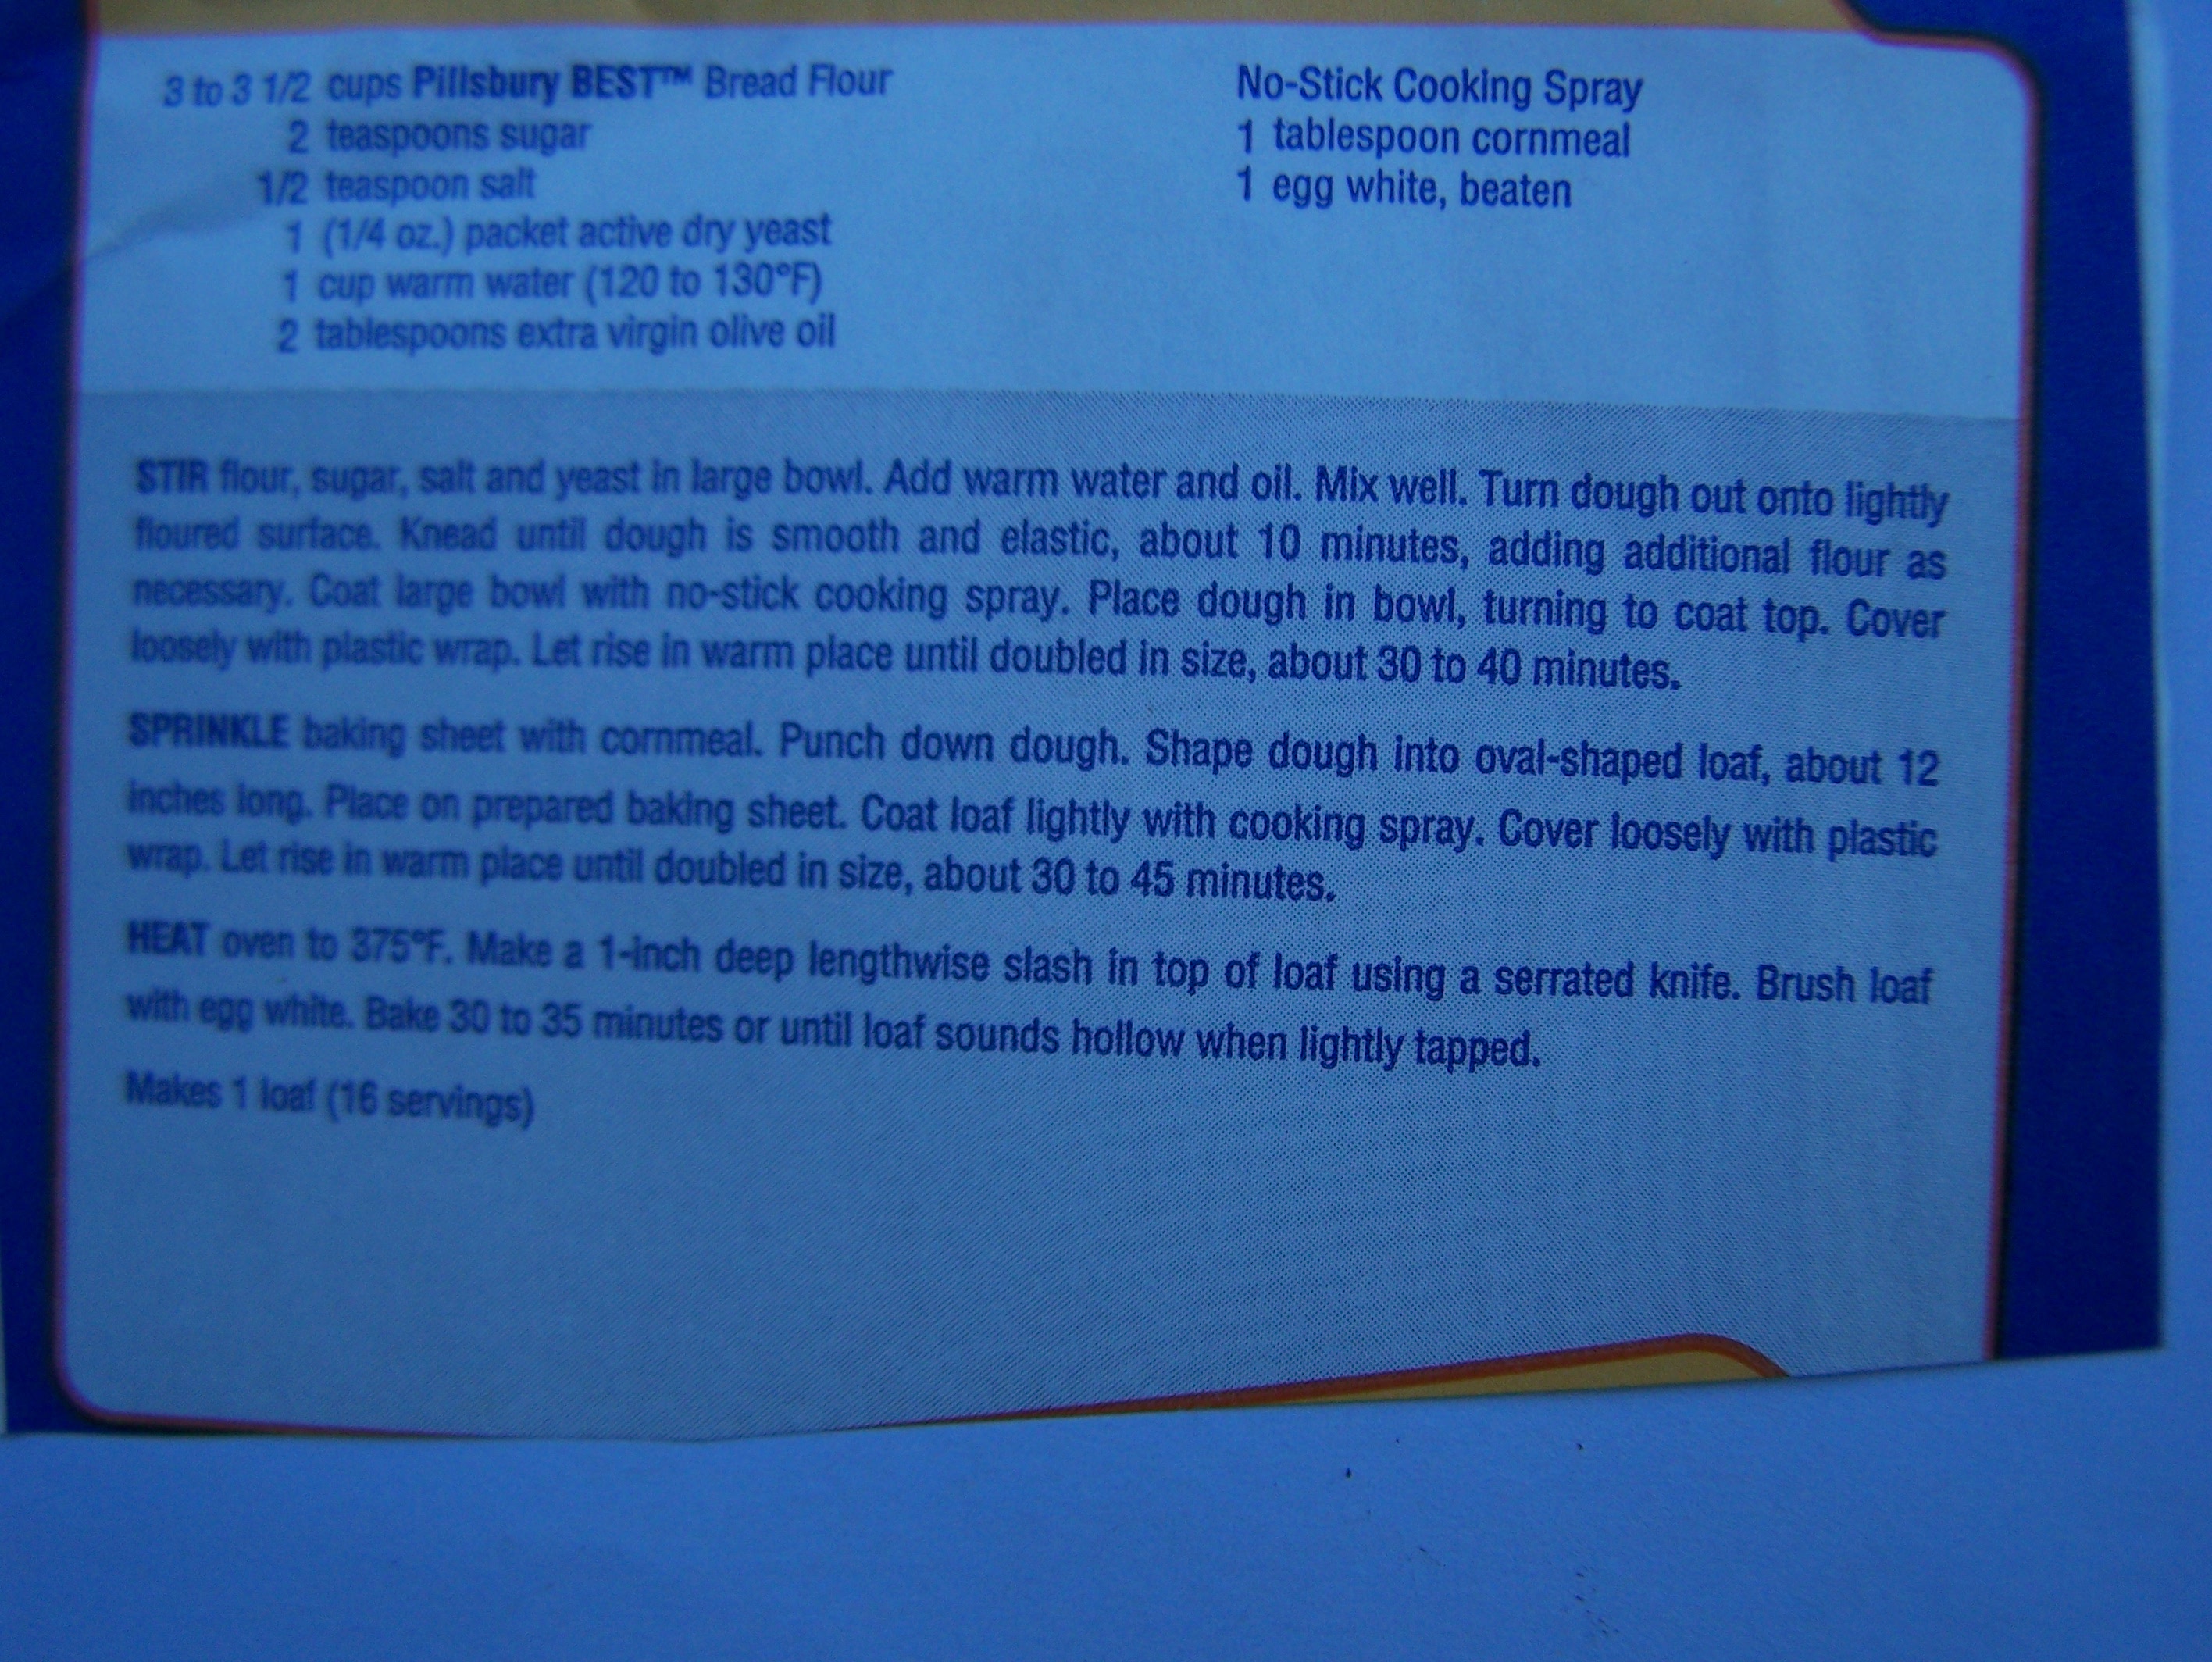 3 to 3 1/2 cups Pillsbury BEST™ Bread Flour
2 teaspoons sugar
1/2 teaspoon salt
1 (1/4 oz.) packet active dry yeast
1 cup warm water (120 to 130°F)
2 tablespoons extra virgin olive oil
No-Stick Cooking Spray
1 tablespoon cornmeal
1 egg white, beaten
STIR flour, sugar, salt and yeast in large bowl. Add warm water and oil. Mix well. Turn dough out onto lightly
floured surface. Knead until dough is smooth and elastic, about 10 minutes, adding additional flour as
necessary. Coat large bowl with no-stick cooking spray. Place dough in bowl, turning to coat top. Cover
loosely with plastic wrap. Let rise in warm place until doubled in size, about 30 to 40 minutes.
SPRINKLE baking sheet with cornmeal. Punch down dough. Shape dough into oval-shaped loaf, about 12
inches long. Place on prepared baking sheet. Coat loaf lightly with cooking spray. Cover loosely with plastic
wrap. Let rise in warm place until doubled in size, about 30 to 45 minutes.
HEAT oven to 375°F. Make a 1-inch deep lengthwise slash in top of loaf using a serrated knife. Brush loaf
with egg white. Bake 30 to 35 minutes or until loaf sounds hollow when lightly tapped.
Makes 1 loaf (16 servings)